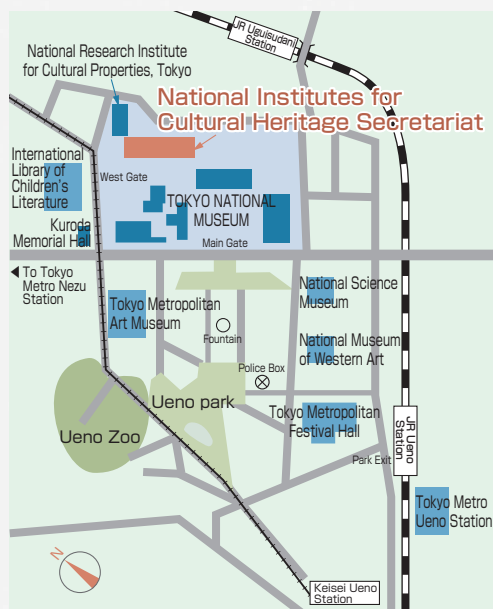 JR Uguisudani
Station
National Research Institute
for Cultural Properties, Tokyo
National Institutes for
Cultural Heritage Secretariat
International
Library of
Children's
Literature
West Gate
TOKYO NATIONAL
MUSEUM
Kuroda
Memorial Hall
Main Gate
To Tokyo
Metro Nezu
Station
National Science
Museum
Tokyo Metropolitan
Art Museum
Fountain
National Museum
of Western Art
Police Box
Ueno park
Ueno Zoo
Tokyo Metropolitan
Festival Hall
JR Ueno
Station
Park Exit
Tokyo Metro
Ueno Station
N
Keisei Ueno
Station